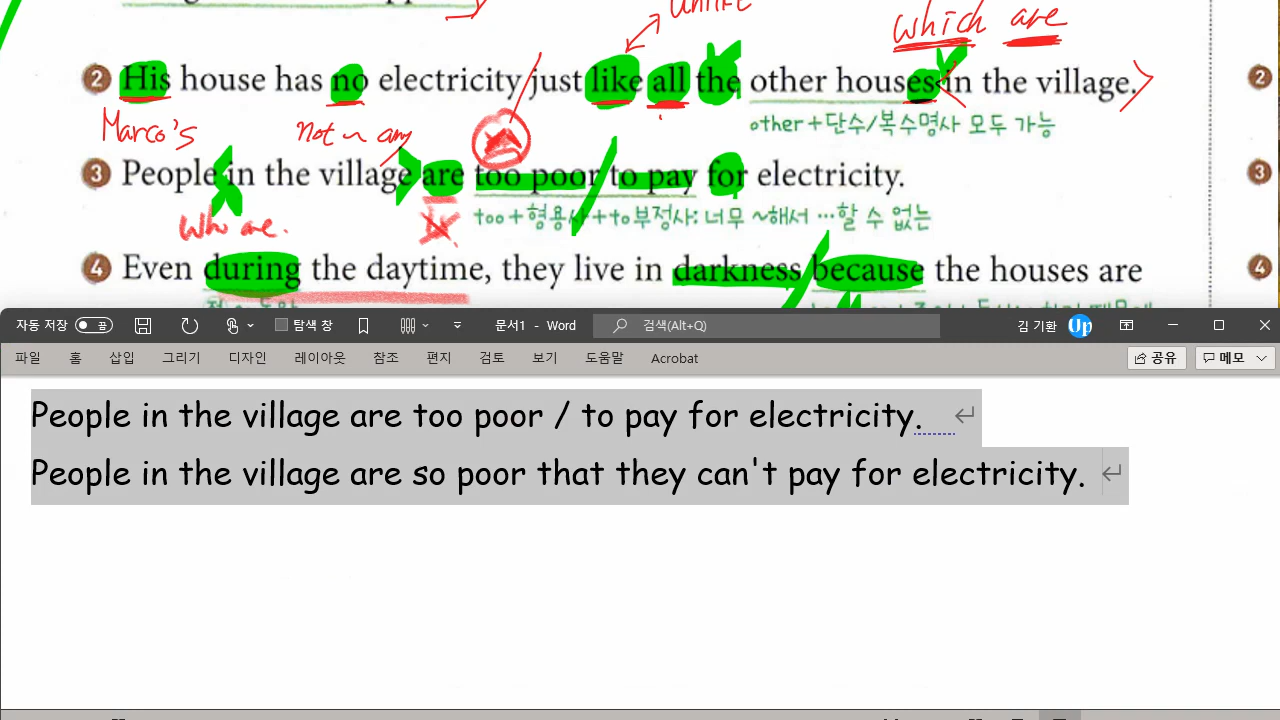 unlike
which are
② His house has no electricity just like all the other houses in the village.
Marco's
not ~ any
other+단수/복수명사 모두 가능
②
③ People in the village are too poor / to pay for electricity.
who are.
too+형용사+to부정사: 너무 ~해서 …할 수 없는
③
④ Even during the daytime, they live in darkness / because the houses are
④
자동 저장 끔 탐색 창 문서1 - Word 검색(Alt+Q) 김 기환 Up
파일 홈 삽입 그리기 디자인 레이아웃 참조 편지 검토 보기 도움말 Acrobat 공유 메모
People in the village are too poor / to pay for electricity.
People in the village are so poor that they can't pay for electricity.